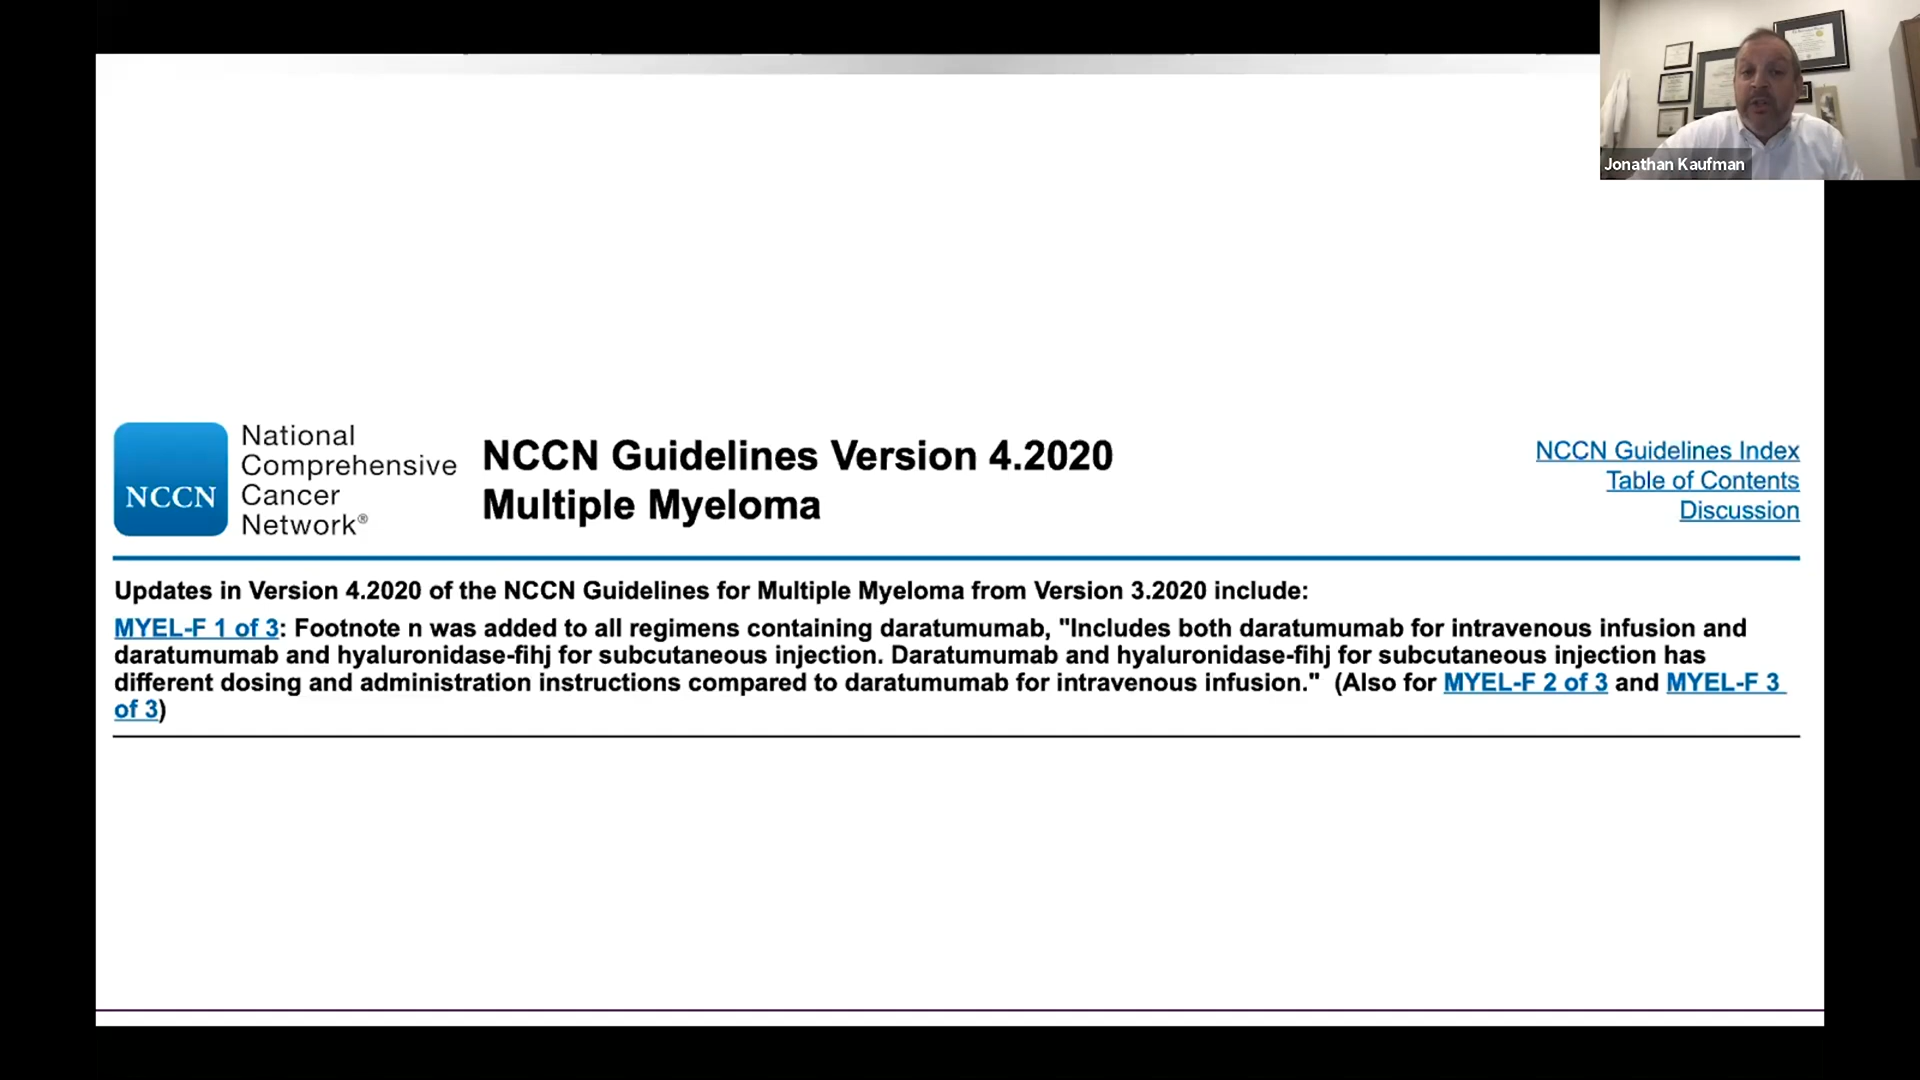 Jonathan Kaufman
National
Comprehensive
Cancer
Network®
NCCN
NCCN Guidelines Version 4.2020
Multiple Myeloma
NCCN Guidelines Index
Table of Contents
Discussion
Updates in Version 4.2020 of the NCCN Guidelines for Multiple Myeloma from Version 3.2020 include:
MYEL-F 1 of 3: Footnote n was added to all regimens containing daratumumab, "Includes both daratumumab for intravenous infusion and
daratumumab and hyaluronidase-fihj for subcutaneous injection. Daratumumab and hyaluronidase-fihj for subcutaneous injection has
different dosing and administration instructions compared to daratumumab for intravenous infusion." (Also for MYEL-F 2 of 3 and MYEL-F 3
of 3)